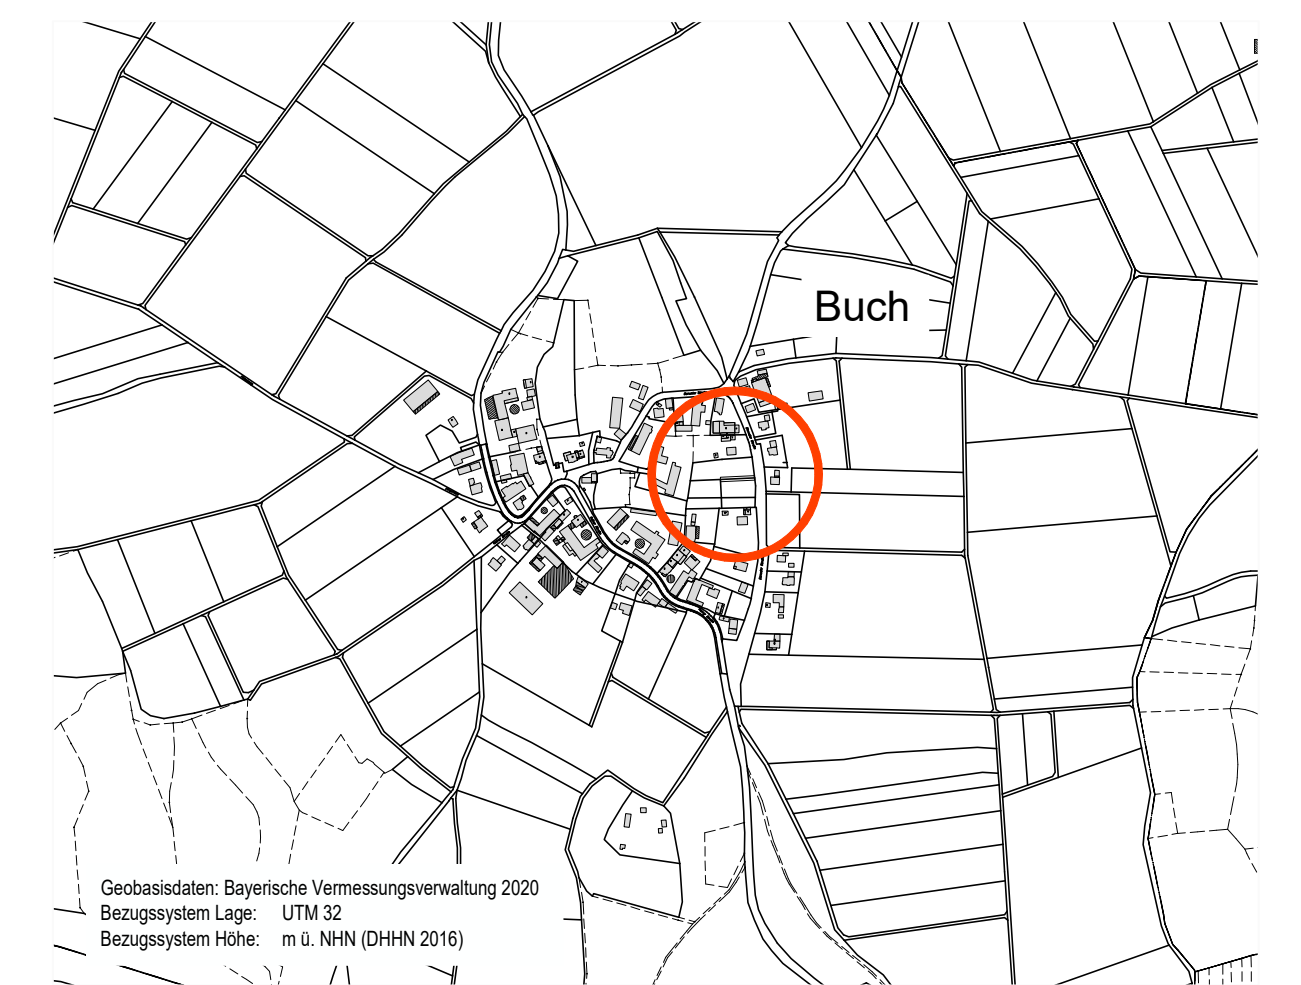 Buch
Geobasisdaten: Bayerische Vermessungsverwaltung 2020
Bezugssystem Lage: UTM 32
Bezugssystem Höhe: m ü. NHN (DHHN 2016)